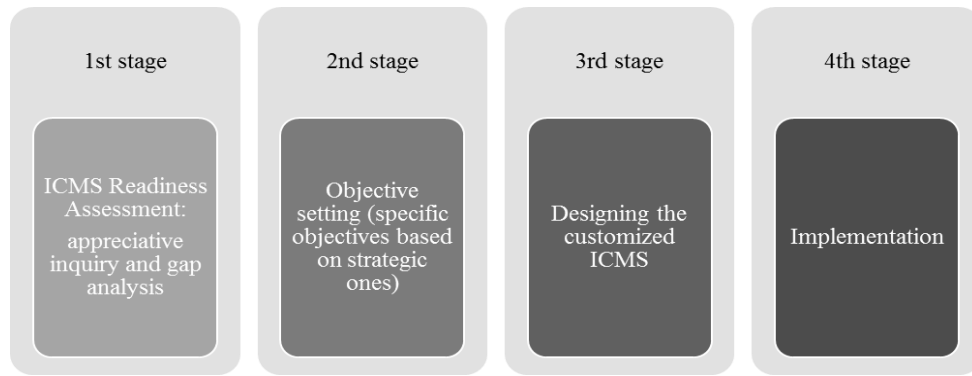 1st stage
ICMS Readiness
Assessment:
appreciative
inquiry and gap
analysis
2nd stage
Objective
setting (specific
objectives based
on strategic
ones)
3rd stage
Designing the
customized
ICMS
4th stage
Implementation